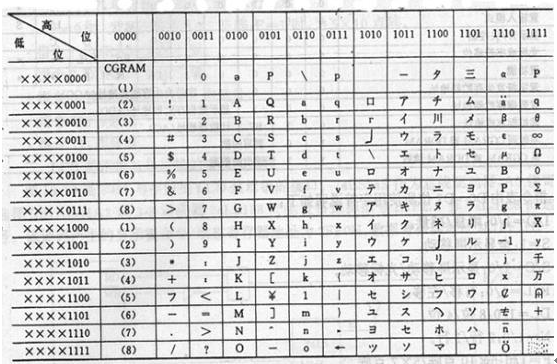 高 位
低 位 0000 0010 0011 0100 0101 0110 0111 1010 1011 1100 1101 1110 1111
××××0000 CGRAM (1) 0 ə P \ p 一 タ 三 α P
××××0001 (2) ! 1 A Q a q ロ ア チ ム ä q
××××0010 (3) " 2 B R b r r イ 川 メ β θ
××××0011 (4) # 3 C S c s 」 ウ ラ モ ε ∞
××××0100 (5) $ 4 D T d t \ エ ト セ μ Ω
××××0101 (6) % 5 E U e u ロ オ ナ ユ B 0
××××0110 (7) & 6 F V f v テ カ ニ ヨ P Σ
××××0111 (8) > 7 G W g w ア キ ヌ ラ g π
××××1000 (1) ( 8 H X h x イ ク ネ リ ∫ X
××××1001 (2) ) 9 I Y i y ウ ケ 」 ル -1 y
××××1010 (3) * : J Z j z エ コ リ レ j 千
××××1011 (4) + : K [ k { オ サ ヒ ロ x 万
××××1100 (5) フ < L ¥ 1 | セ シ フ ワ ¢
××××1101 (6) — = M ] m ) ユ ス ヘ ソ +
××××1110 (7) . > N ^ n - ヨ セ ホ ハ n̄
××××1111 (8) / ? O — o ← ッ ソ マ ロ Ö